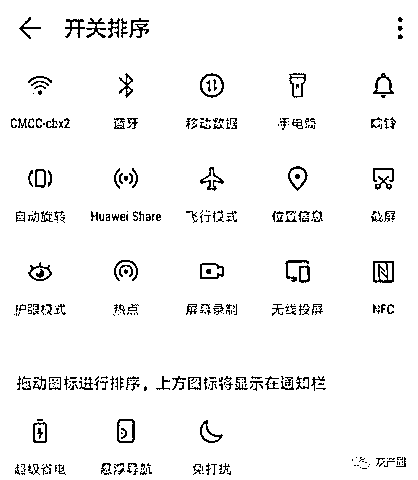 开关排序
CMCC-cbx2 蓝牙 移动数据 手电筒 响铃
自动旋转 Huawei Share 飞行模式 位置信息 截屏
护眼模式 热点 屏幕录制 无线投屏 NFC
拖动图标进行排序，上方图标将显示在通知栏
超级省电 悬浮导航 免打扰
灰产圈